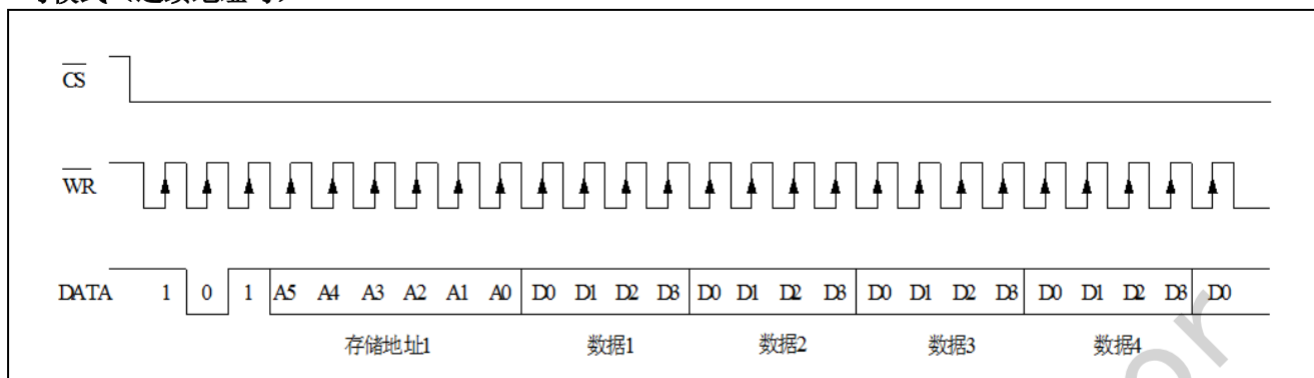 CS
WR
DATA 1 0 1 A5 A4 A3 A2 A1 A0 D0 D1 D2 D3 D0 D1 D2 D3 D0 D1 D2 D3 D0 D1 D2 D3 D0
存储地址1 数据1 数据2 数据3 数据4